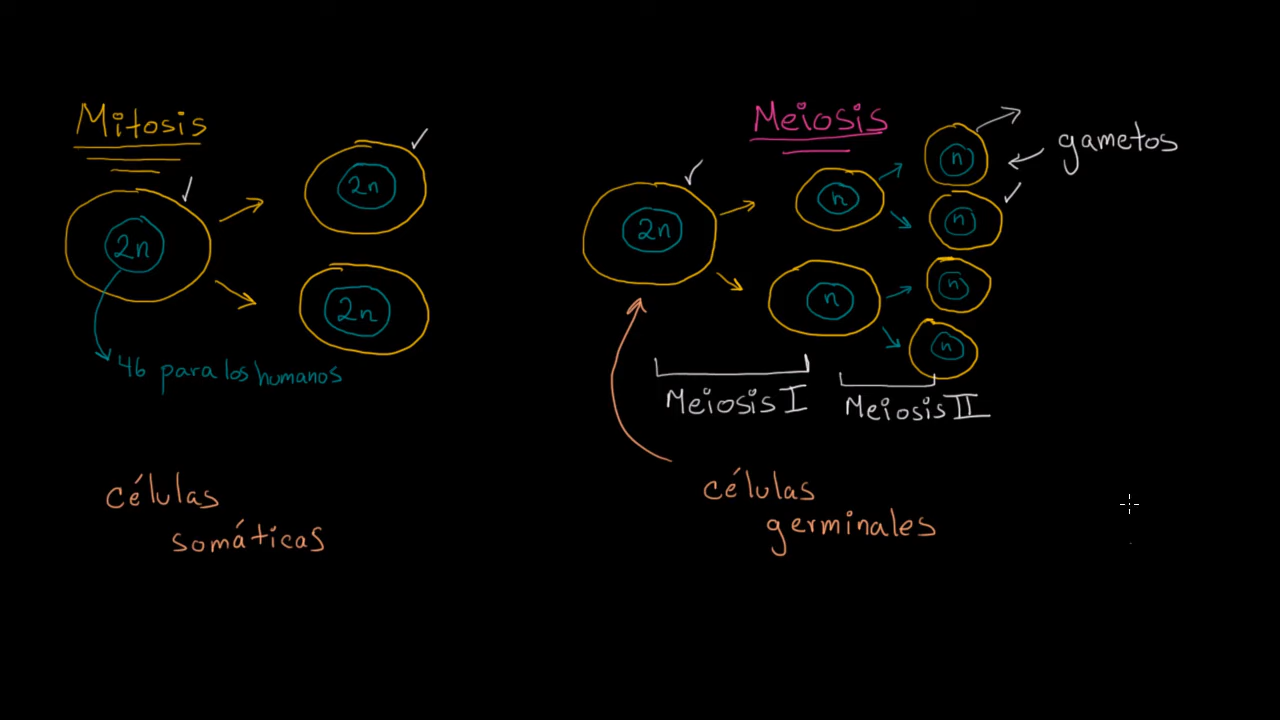 Mitosis
2n
2n
2n
46 para los humanos
células
somáticas
Meiosis
gametos
2n
n
n
n
n
n
n
Meiosis I
Meiosis II
células
germinales